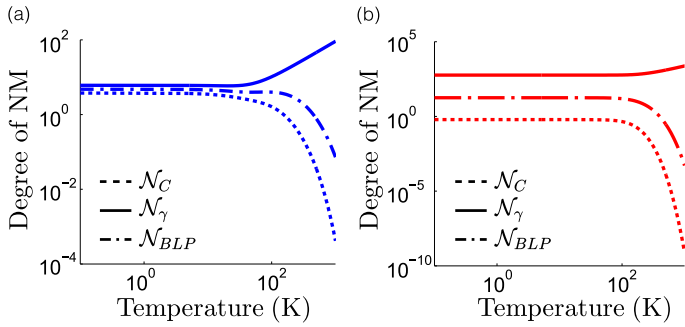 (a)
Degree of NM
10^2
10^0
10^−2
10^−4
𝒩_C
𝒩_γ
𝒩_BLP
10^0
10^2
Temperature (K)
(b)
Degree of NM
10^5
10^0
10^−5
10^−10
𝒩_C
𝒩_γ
𝒩_BLP
10^0
10^2
Temperature (K)